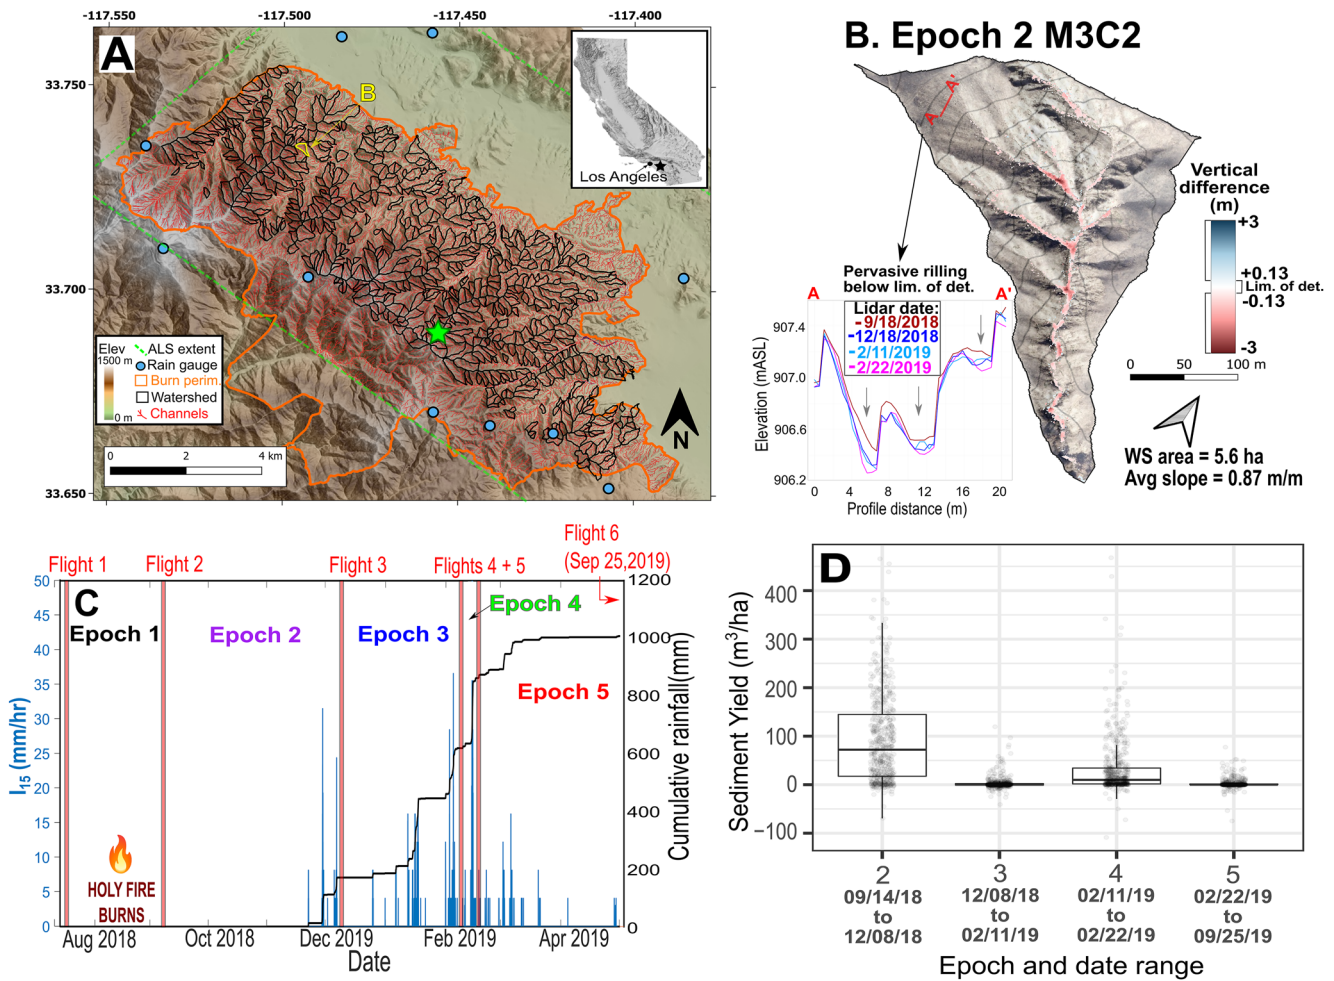 -117.500
-117.450
-117.400
-117.550
A
33.750
33.700
33.650
B
Los Angeles
Elev
1500 m
0 m
ALS extent
Rain gauge
Burn perim.
Watershed
Channels
0 2 4 km
N
B. Epoch 2 M3C2
A A'
Vertical
difference
(m)
+3
+0.13
Lim. of det.
-0.13
-3
0 50 100 m
WS area = 5.6 ha
Avg slope = 0.87 m/m
Pervasive rilling
below lim. of det.
A A'
Lidar date:
-9/18/2018
-12/18/2018
-2/11/2019
-2/22/2019
Elevation (mASL)
907.4
907.0
906.6
906.2
0 4 8 12 16 20
Profile distance (m)
Flight 1
Flight 2
Flight 3
Flights 4 + 5
Flight 6
(Sep 25,2019)
C
Epoch 1
Epoch 2
Epoch 3
Epoch 4
Epoch 5
HOLY FIRE
BURNS
I15 (mm/hr)
50
45
40
35
30
25
20
15
10
5
0
Cumulative rainfall(mm)
1200
1000
800
600
400
200
0
Aug 2018 Oct 2018 Dec 2019 Feb 2019 Apr 2019
Date
D
Sediment Yield (m³/ha)
400
300
200
100
0
−100
2 3 4 5
09/14/18 12/08/18 02/11/19 02/22/19
to to to to
12/08/18 02/11/19 02/22/19 09/25/19
Epoch and date range